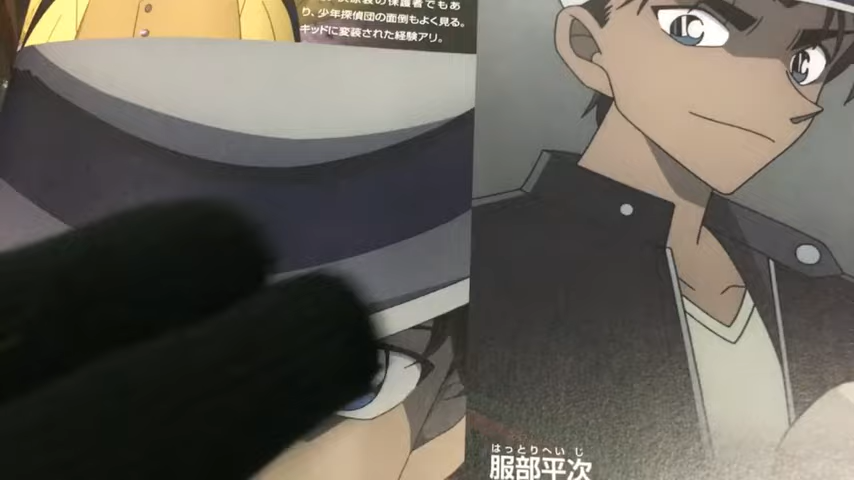 り、少年探偵団の面倒もよく見る。
キッドに変装された経験アリ。
はっとりへいじ
服部平次